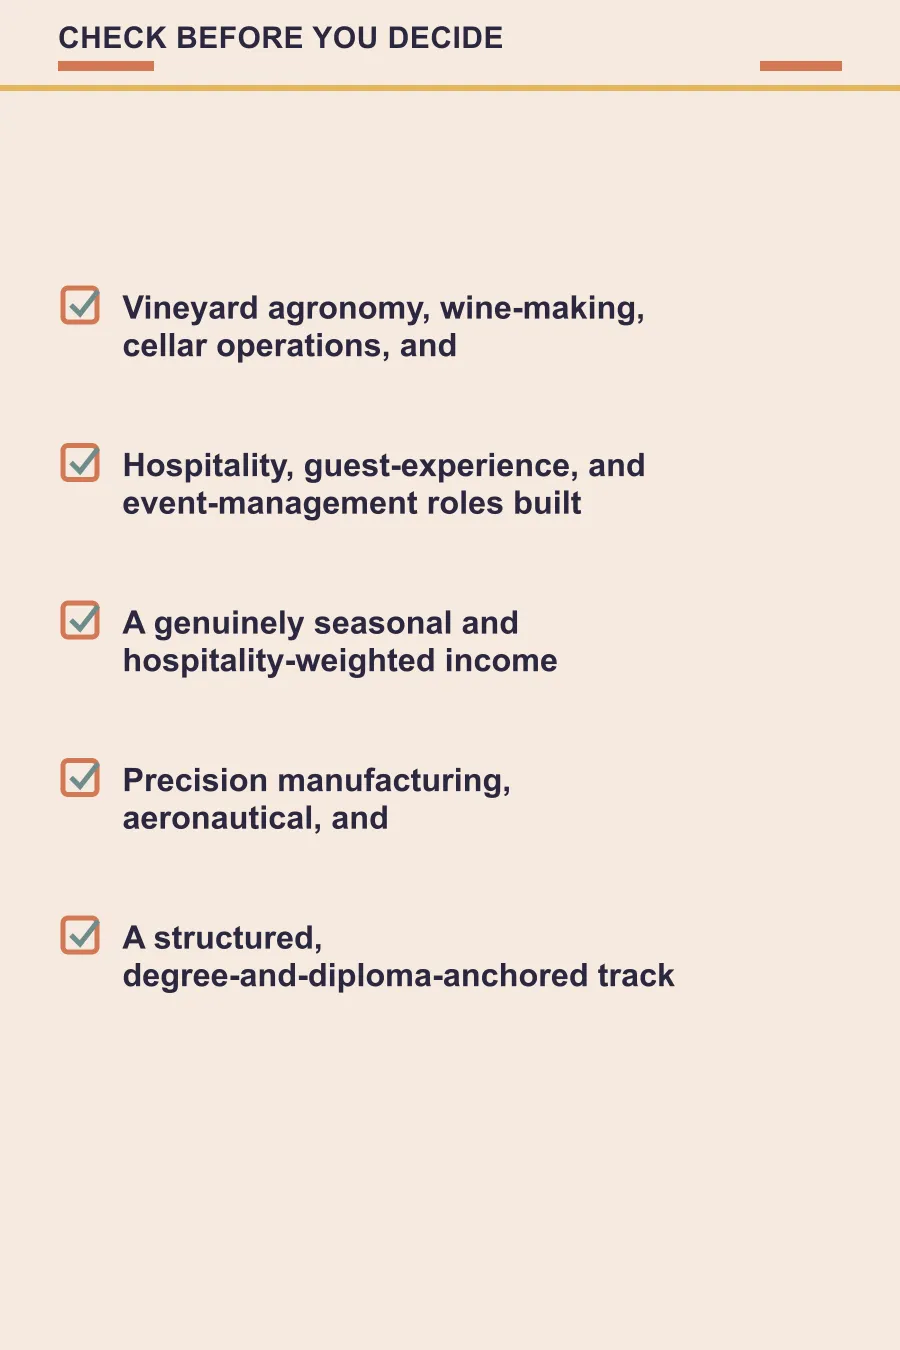 CHECK BEFORE YOU DECIDE
Vineyard agronomy, wine-making,
cellar operations, and
Hospitality, guest-experience, and
event-management roles built
A genuinely seasonal and
hospitality-weighted income
Precision manufacturing,
aeronautical, and
A structured,
degree-and-diploma-anchored track